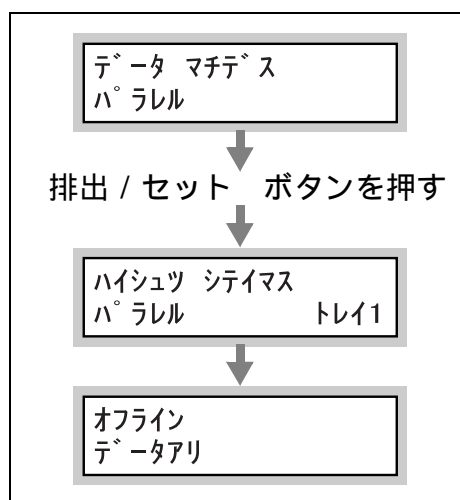 データ マチデス
パラレル
排出 / セット ボタンを押す
ハイシュツ シテイマス
パラレル トレイ1
オフライン
データアリ